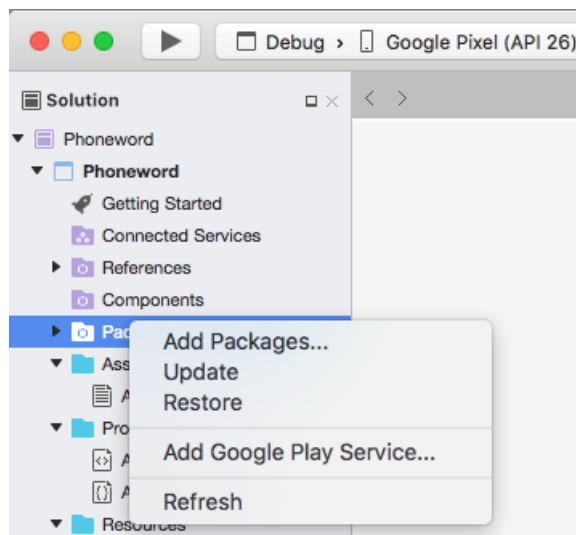 Debug › Google Pixel (API 26)
Solution
Phoneword
Phoneword
Getting Started
Connected Services
References
Components
Add Packages...
Update
Restore
Add Google Play Service...
Refresh
Resources